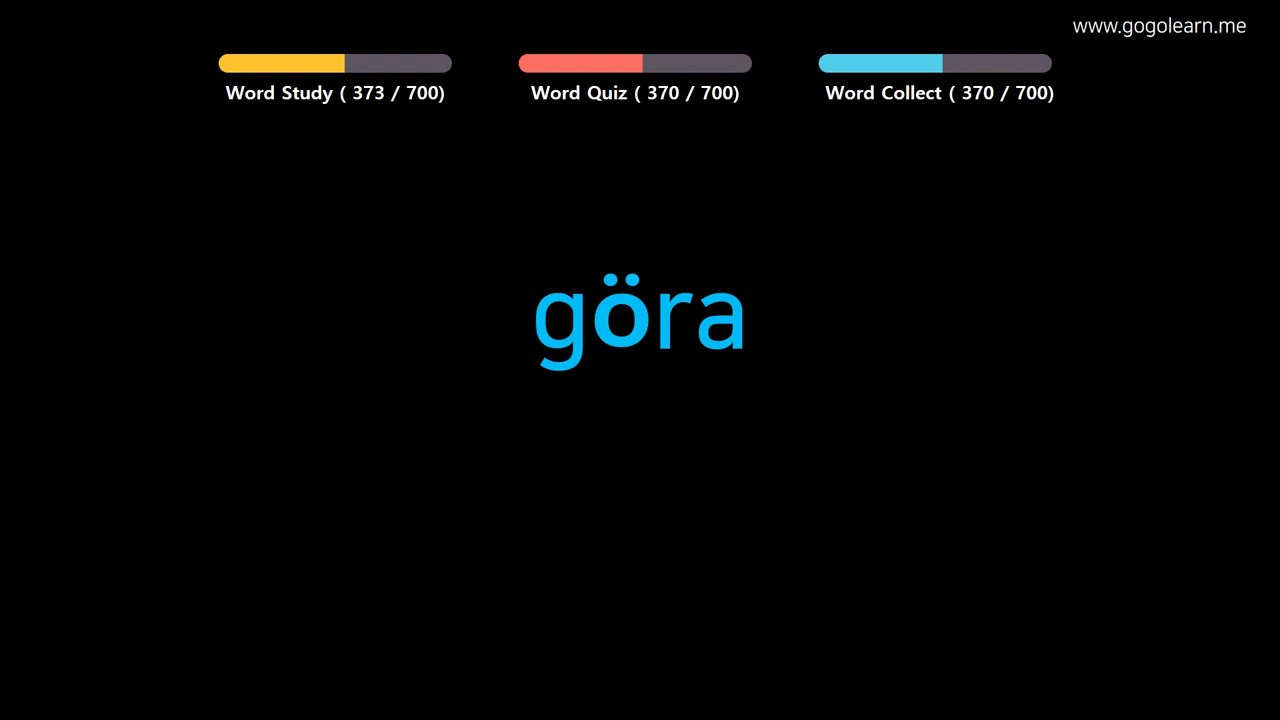 www.gogolearn.me
Word Study ( 373 / 700)
Word Quiz ( 370 / 700)
Word Collect ( 370 / 700)
göra